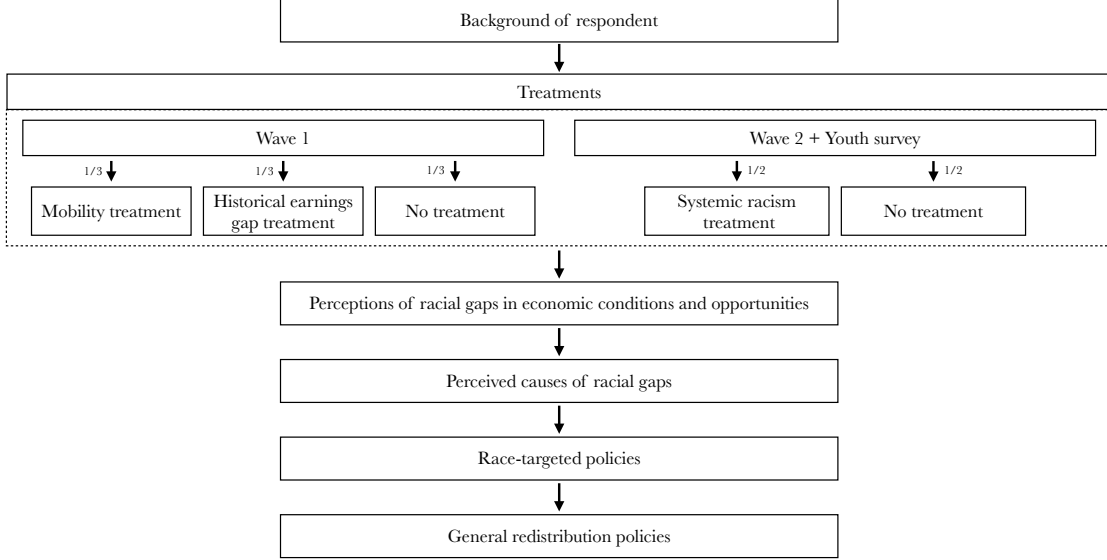 Background of respondent
Treatments
Wave 1
1/3
1/3
1/3
Mobility treatment
Historical earnings
gap treatment
No treatment
Wave 2 + Youth survey
1/2
1/2
Systemic racism
treatment
No treatment
Perceptions of racial gaps in economic conditions and opportunities
Perceived causes of racial gaps
Race-targeted policies
General redistribution policies